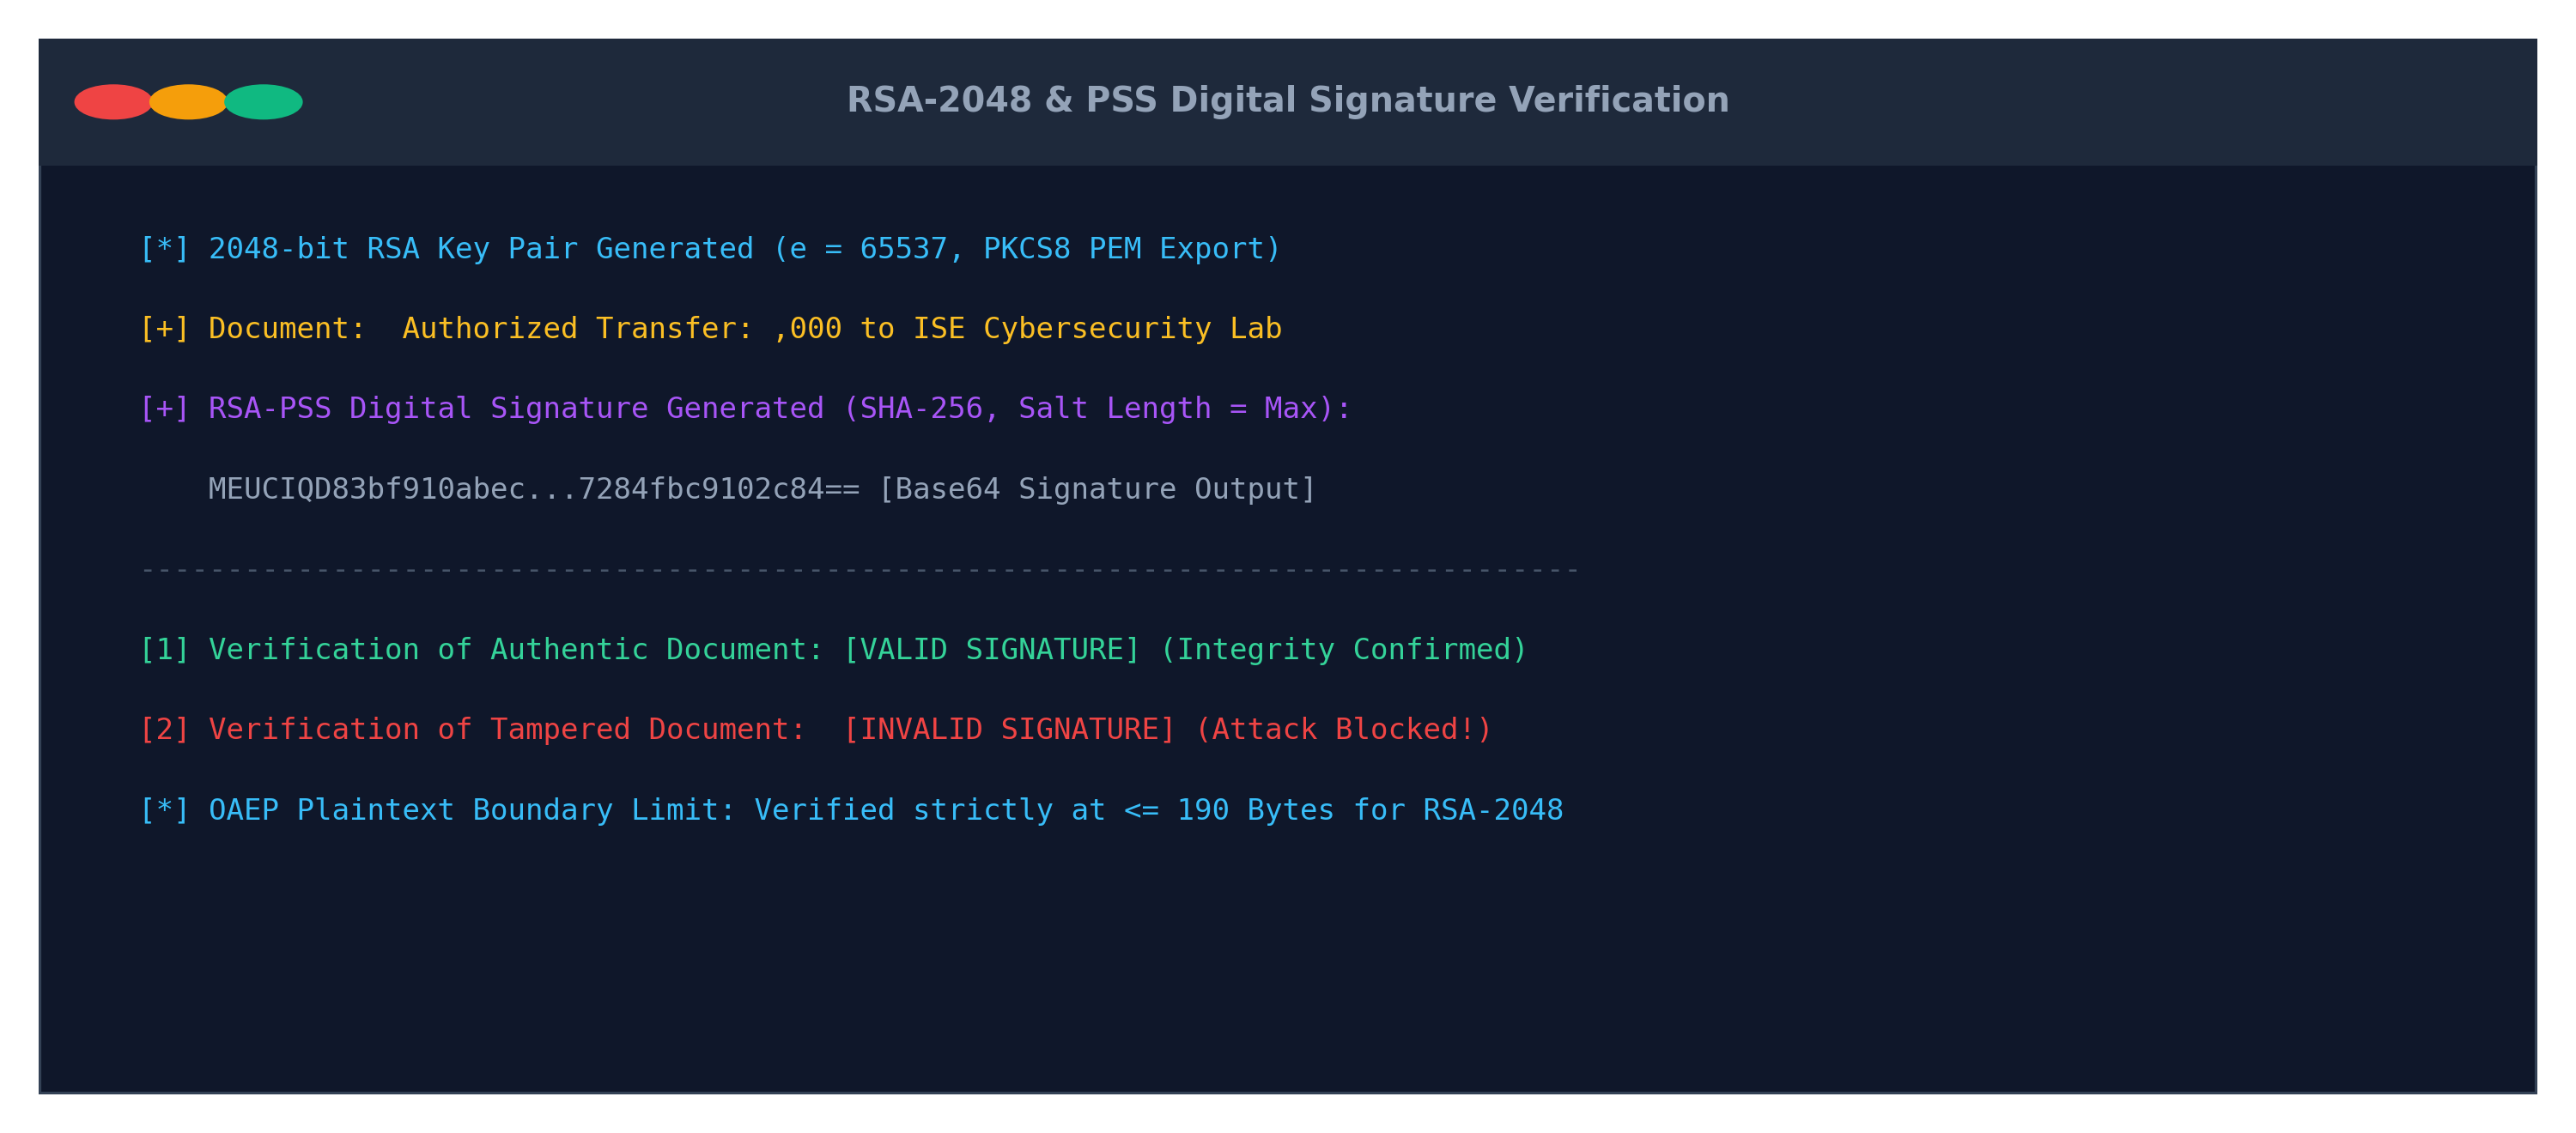 RSA-2048 & PSS Digital Signature Verification
[*] 2048-bit RSA Key Pair Generated (e = 65537, PKCS8 PEM Export)
[+] Document:  Authorized Transfer: ,000 to ISE Cybersecurity Lab
[+] RSA-PSS Digital Signature Generated (SHA-256, Salt Length = Max):
MEUCIQD83bf910abec...7284fbc9102c84== [Base64 Signature Output]
----------------------------------------------------------------------------------
[1] Verification of Authentic Document: [VALID SIGNATURE] (Integrity Confirmed)
[2] Verification of Tampered Document:  [INVALID SIGNATURE] (Attack Blocked!)
[*] OAEP Plaintext Boundary Limit: Verified strictly at <= 190 Bytes for RSA-2048